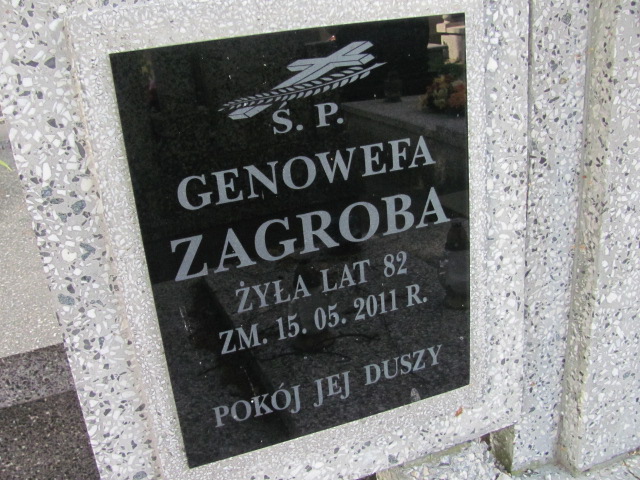 Ś. P.
GENOWEFA
ZAGROBA
ŻYŁA LAT 82
ZM. 15. 05. 2011 R.
POKÓJ JEJ DUSZY